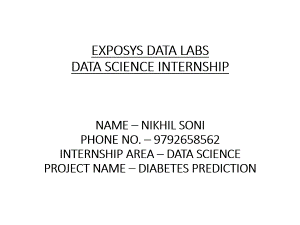 EXPOSYS DATA LABS
DATA SCIENCE INTERNSHIP
NAME – NIKHIL SONI
PHONE NO. – 9792658562
INTERNSHIP AREA – DATA SCIENCE
PROJECT NAME – DIABETES PREDICTION